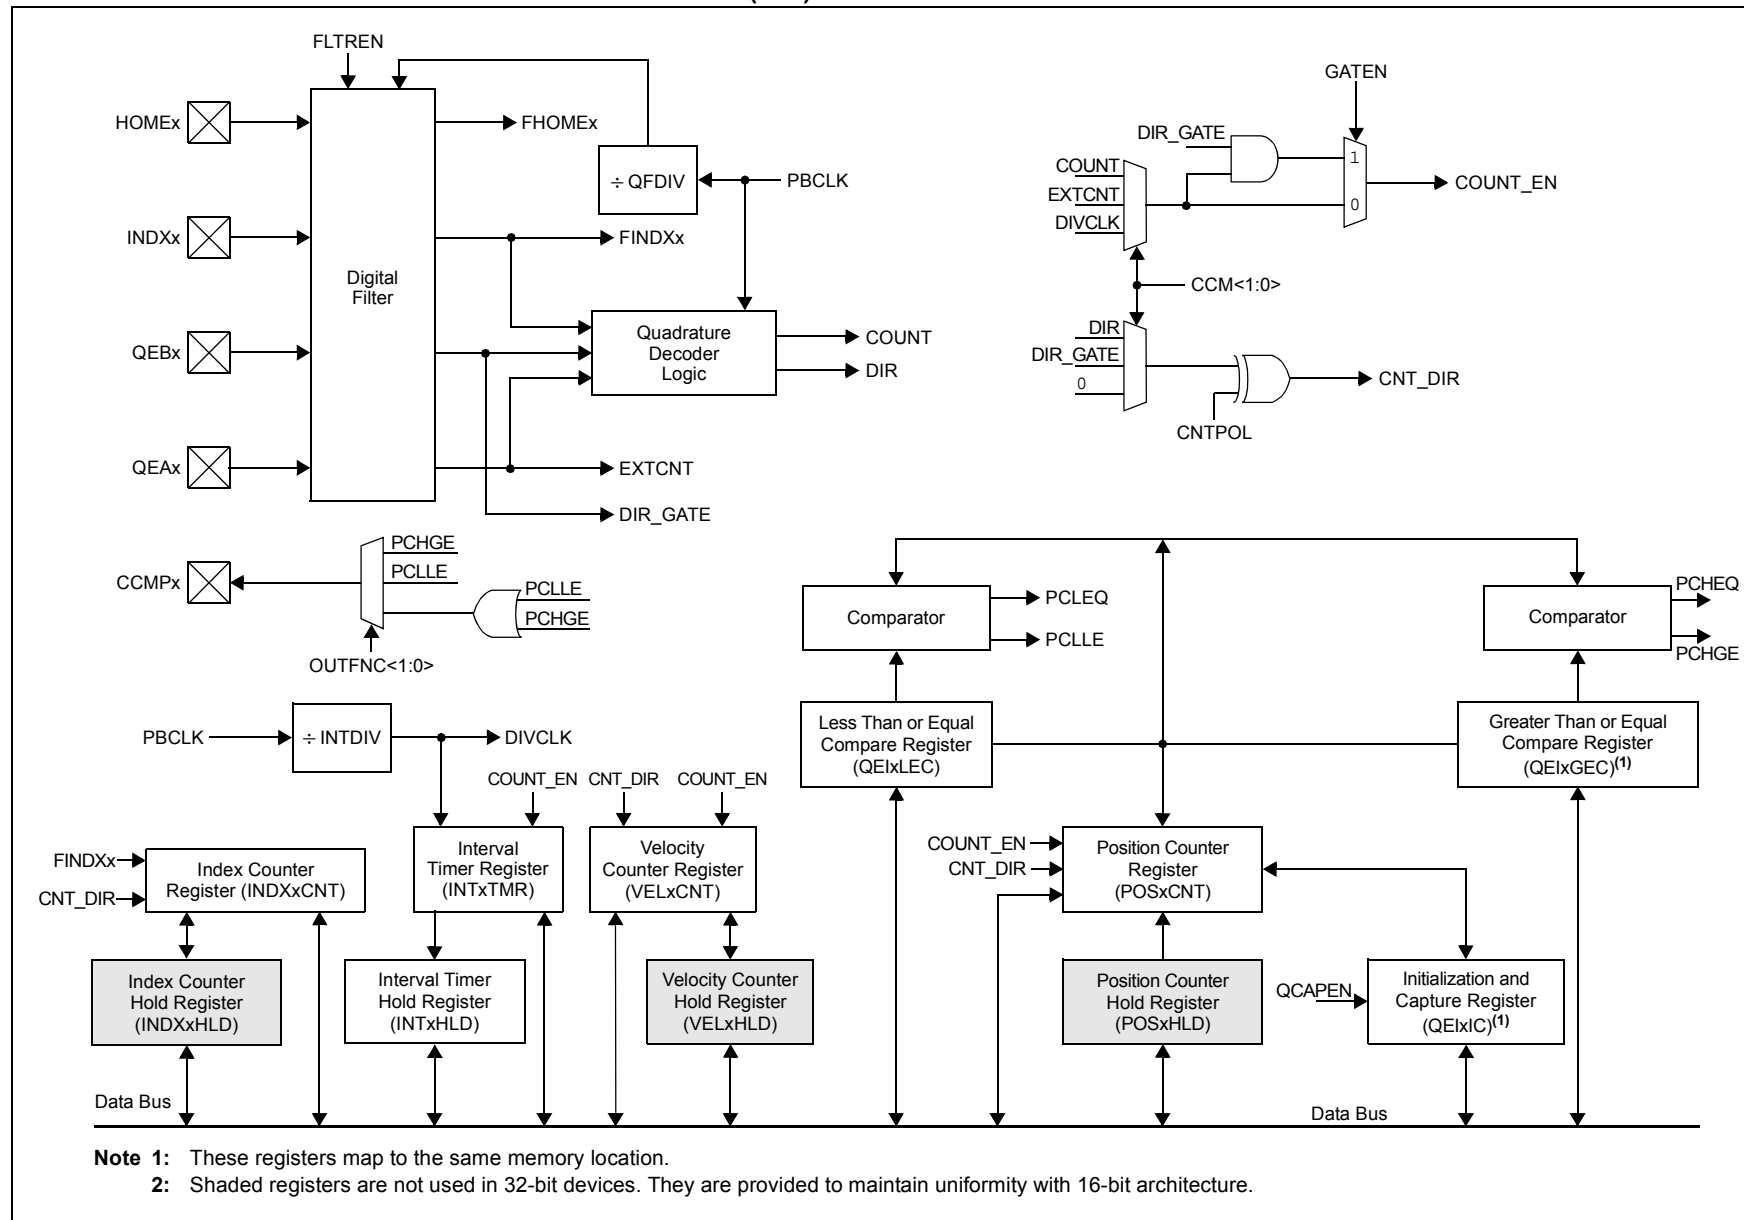 FLTREN
HOMEx
FHOMEx
÷ QFDIV
PBCLK
INDXx
FINDXx
Digital
Filter
QEBx
Quadrature
Decoder
Logic
COUNT
DIR
QEAx
EXTCNT
DIR_GATE
GATEN
DIR_GATE
COUNT
EXTCNT
DIVCLK
1
0
COUNT_EN
CCM<1:0>
DIR
DIR_GATE
0
CNT_DIR
CNTPOL
CCMPx
PCHGE
PCLLE
PCLLE
PCHGE
OUTFNC<1:0>
Comparator
PCLEQ
PCLLE
Comparator
PCHEQ
PCHGE
PBCLK
÷ INTDIV
DIVCLK
Less Than or Equal
Compare Register
(QEIxLEC)
Greater Than or Equal
Compare Register
(QEIxGEC)(1)
COUNT_EN
CNT_DIR
COUNT_EN
FINDXx
CNT_DIR
Index Counter
Register (INDXxCNT)
Interval
Timer Register
(INTxTMR)
Velocity
Counter Register
(VELxCNT)
COUNT_EN
CNT_DIR
Position Counter
Register
(POSxCNT)
Index Counter
Hold Register
(INDXxHLD)
Interval Timer
Hold Register
(INTxHLD)
Velocity Counter
Hold Register
(VELxHLD)
Position Counter
Hold Register
(POSxHLD)
QCAPEN
Initialization and
Capture Register
(QEIxIC)(1)
Data Bus
Data Bus
Note 1: These registers map to the same memory location.
2: Shaded registers are not used in 32-bit devices. They are provided to maintain uniformity with 16-bit architecture.